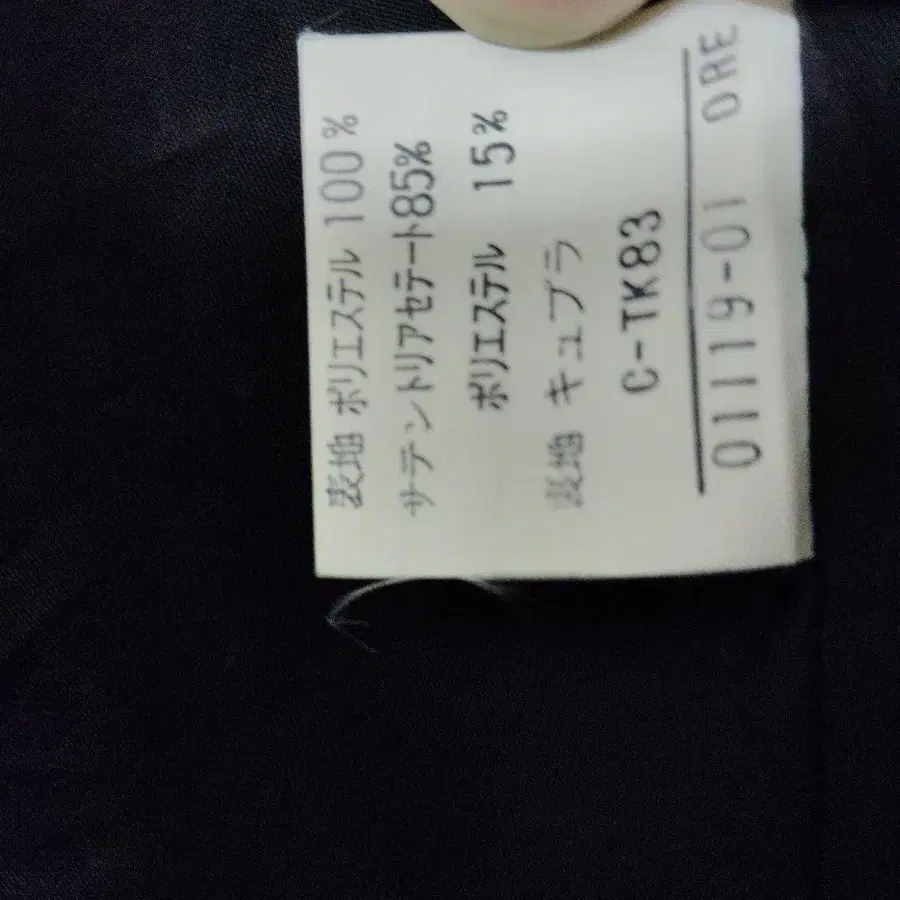 表地 ポリエステル 100%
サテン トリアセテート85%
ポリエステル 15%
裏地 キュプラ
C-TK83
01119-01 ORE